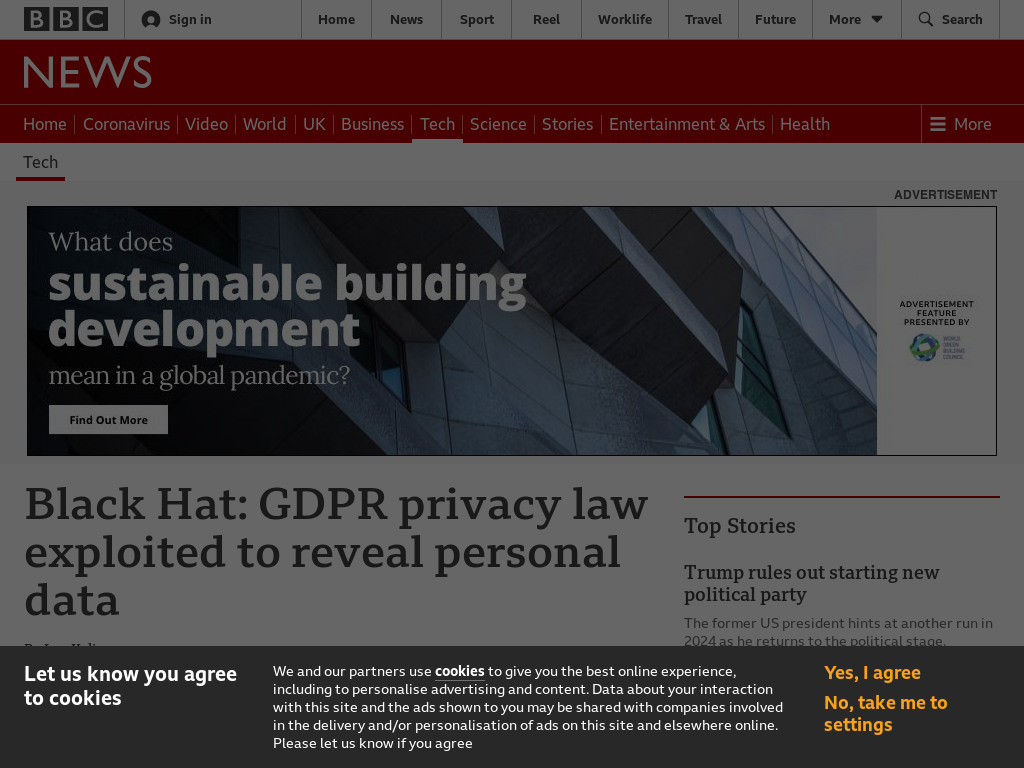 BBC
Sign in
Home
News
Sport
Reel
Worklife
Travel
Future
More
Search
NEWS
Home
Coronavirus
Video
World
UK
Business
Tech
Science
Stories
Entertainment & Arts
Health
More
Tech
ADVERTISEMENT
What does
sustainable building
development
mean in a global pandemic?
Find Out More
ADVERTISEMENT
FEATURE
PRESENTED BY
WORLD
GREEN
BUILDING
COUNCIL
Black Hat: GDPR privacy law
exploited to reveal personal
data
Top Stories
Trump rules out starting new
political party
The former US president hints at another run in
2024 as he returns to the political stage.
Let us know you agree
to cookies
We and our partners use cookies to give you the best online experience,
including to personalise advertising and content. Data about your interaction
with this site and the ads shown to you may be shared with companies involved
in the delivery and/or personalisation of ads on this site and elsewhere online.
Please let us know if you agree
Yes, I agree
No, take me to
settings